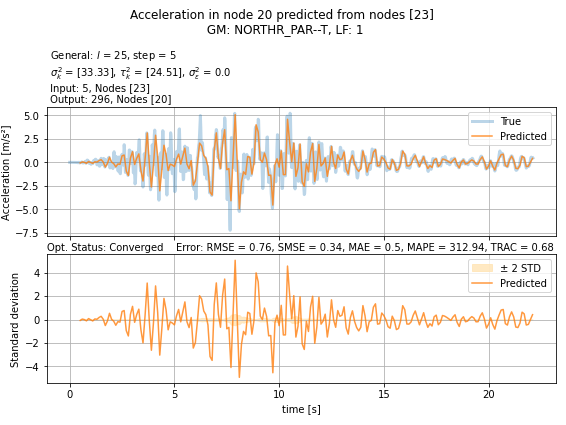 Acceleration in node 20 predicted from nodes [23]
GM: NORTHR_PAR--T, LF: 1
General: l = 25, step = 5
σ²ₖ = [33.33], τ²ₖ = [24.51], σ²ₑ = 0.0
Input: 5, Nodes [23]
Output: 296, Nodes [20]
Acceleration [m/s²]
5.0
2.5
0.0
−2.5
−5.0
−7.5
True
Predicted
Opt. Status: Converged Error: RMSE = 0.76, SMSE = 0.34, MAE = 0.5, MAPE = 312.94, TRAC = 0.68
Standard deviation
4
2
0
−2
−4
± 2 STD
Predicted
0 5 10 15 20
time [s]